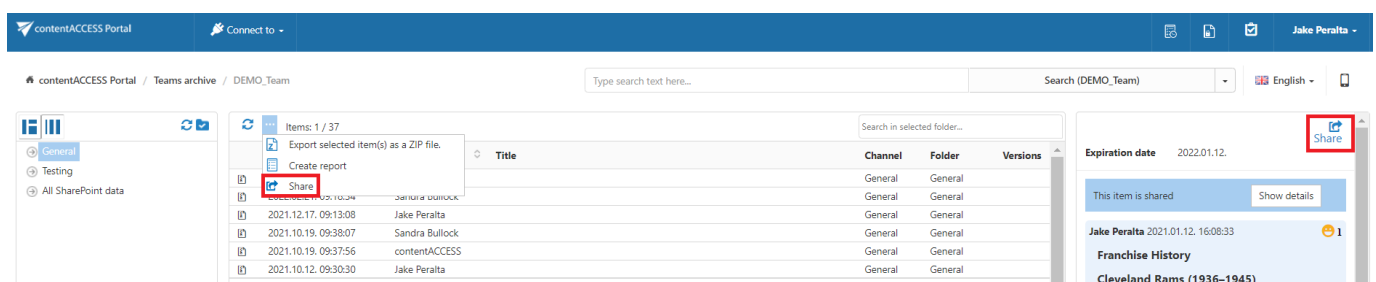 contentACCESS Portal
Connect to
Jake Peralta
contentACCESS Portal / Teams archive / DEMO_Team
Type search text here...
Search (DEMO_Team)
English
General
Testing
All SharePoint data
Items: 1 / 37
Search in selected folder...
Export selected item(s) as a ZIP file.
Create report
Share
Title Channel Folder Versions
General General
General General
2021.12.17. 09:13:08 Jake Peralta General General
2021.10.19. 09:38:07 Sandra Bullock General General
2021.10.19. 09:37:56 contentACCESS General General
2021.10.12. 09:30:30 Jake Peralta General General
Share
Expiration date 2022.01.12.
This item is shared Show details
Jake Peralta 2021.01.12. 16:08:33 1
Franchise History
Cleveland Rams (1936–1945)